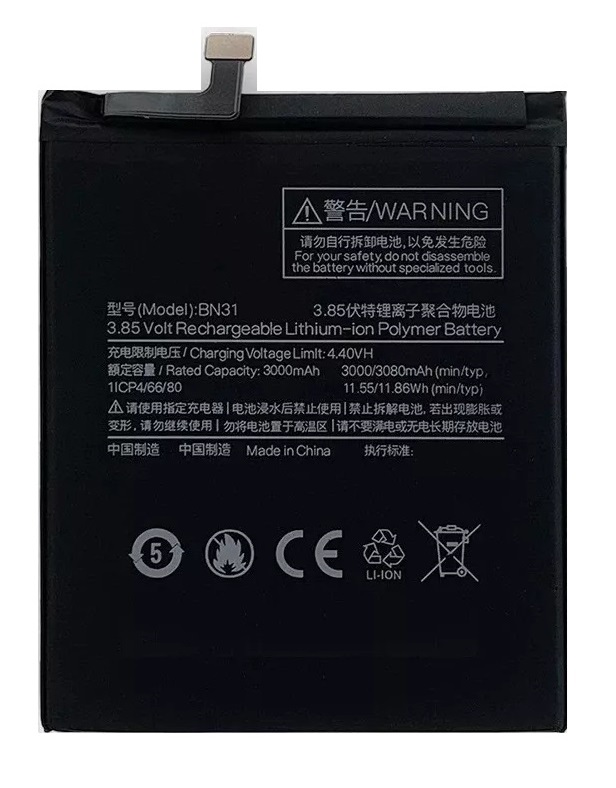 警告/WARNING
请勿自行拆卸电池,以免发生危险
For your safety, do not disassemble
the battery without specialized tools.
型号(Model):BN31 3.85伏特锂离子聚合物电池
3.85 Volt Rechargeable Lithium-ion Polymer Battery
充电限制电压/Charging Voltage Limlt: 4.40VH
额定容量/Rated Capacity: 3000mAh 3000/3080mAh (min/typ)
1ICP4/66/80 11.55/11.86Wh (min/typ)
请使用指定充电器|电池浸水后禁止使用|禁止拆解电池,若出现膨胀或
变形,请勿继续使用|勿将电池置于高温区|请不要满电或无电长期存放电池
中国制造 中国制造 Made in China 执行标准:
5 CE
LI-ION